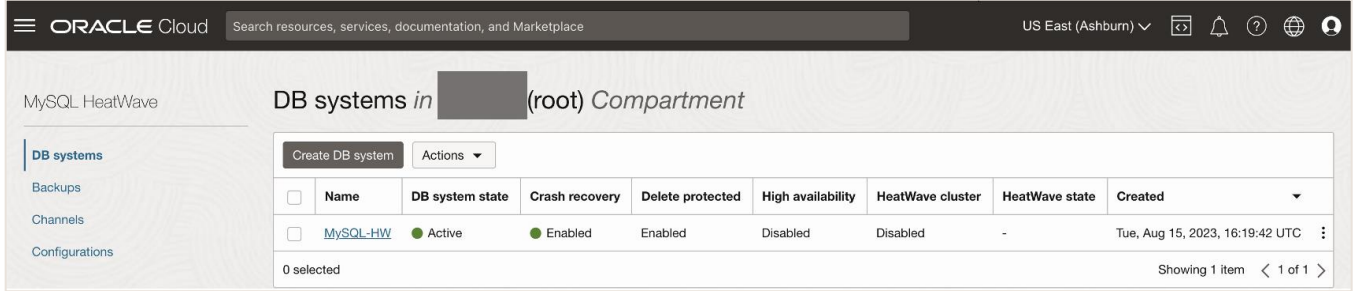 ORACLE Cloud
Search resources, services, documentation, and Marketplace
US East (Ashburn)
MySQL HeatWave
DB systems
Backups
Channels
Configurations
DB systems in (root) Compartment
Create DB system Actions
Name DB system state Crash recovery Delete protected High availability HeatWave cluster HeatWave state Created
MySQL-HW Active Enabled Enabled Disabled Disabled - Tue, Aug 15, 2023, 16:19:42 UTC
0 selected Showing 1 item < 1 of 1 >